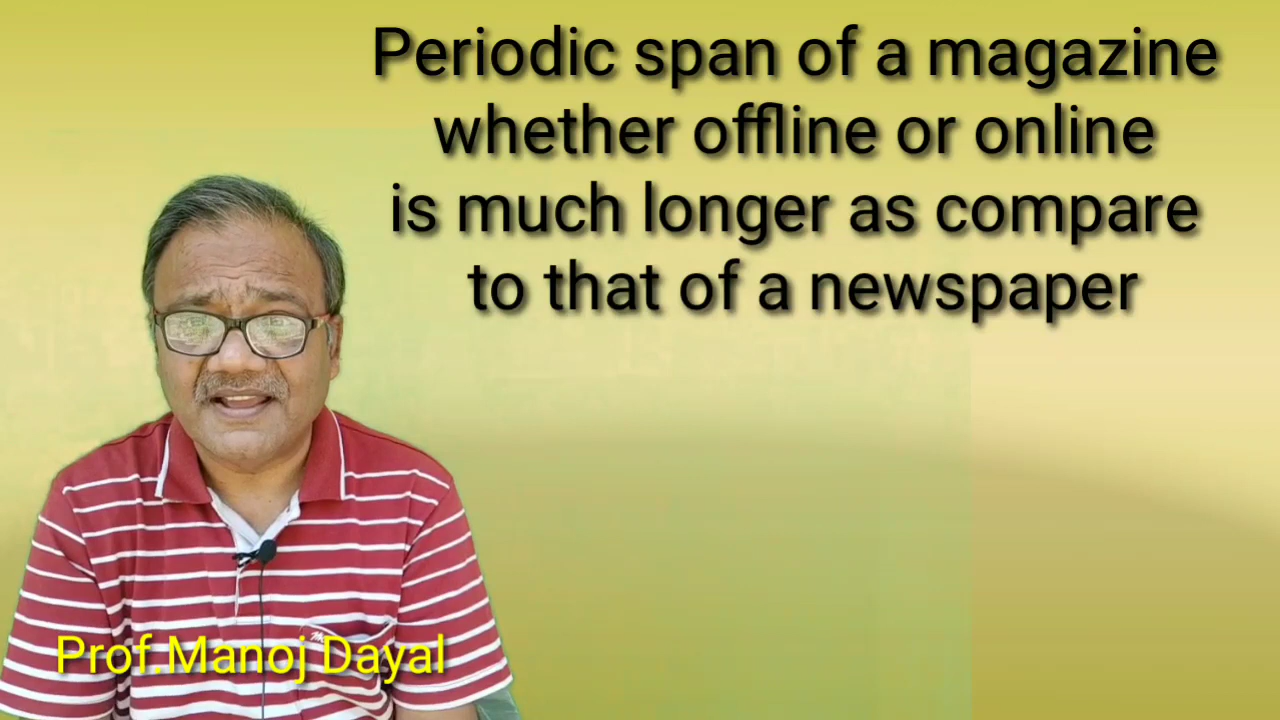 Periodic span of a magazine
whether offline or online
is much longer as compare
to that of a newspaper
Prof.Manoj Dayal